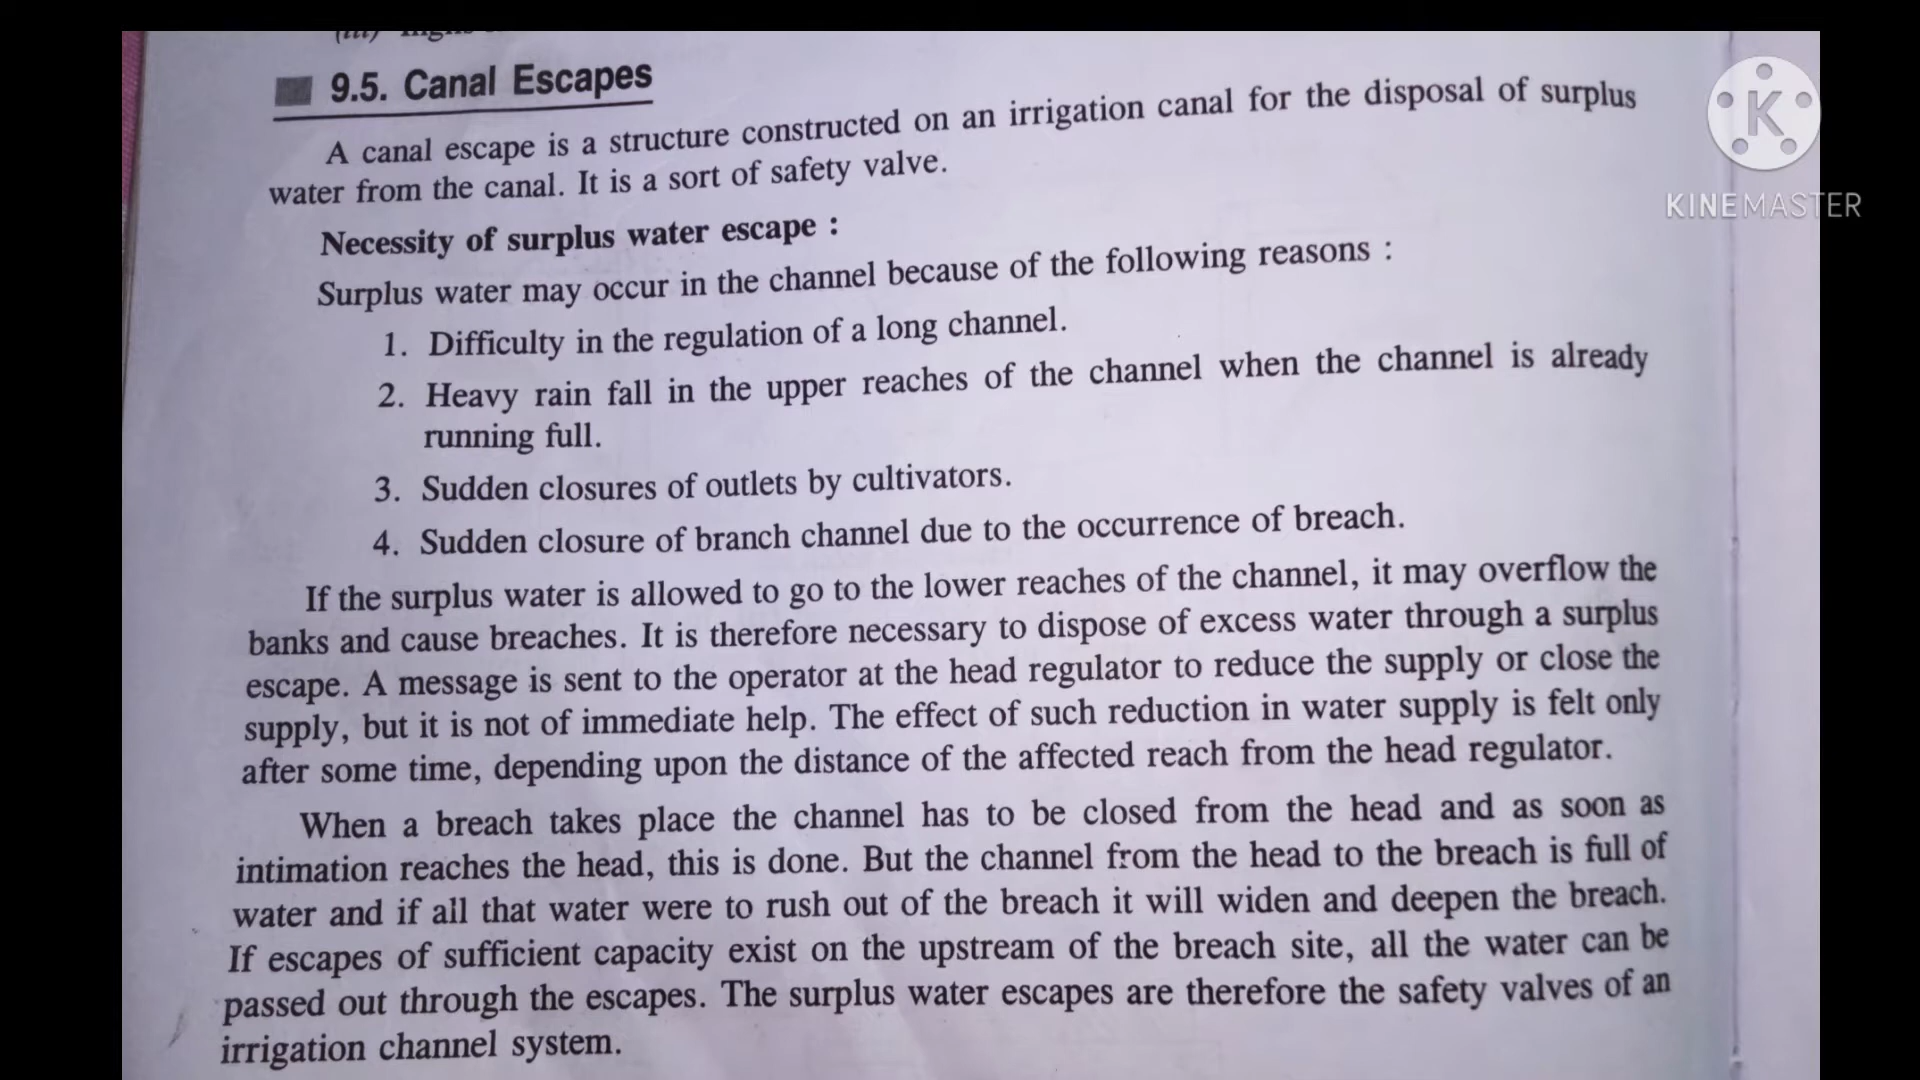 9.5. Canal Escapes
A canal escape is a structure constructed on an irrigation canal for the disposal of surplus
water from the canal. It is a sort of safety valve.
Necessity of surplus water escape :
Surplus water may occur in the channel because of the following reasons :
1. Difficulty in the regulation of a long channel.
2. Heavy rain fall in the upper reaches of the channel when the channel is already
running full.
3. Sudden closures of outlets by cultivators.
4. Sudden closure of branch channel due to the occurrence of breach.
If the surplus water is allowed to go to the lower reaches of the channel, it may overflow the
banks and cause breaches. It is therefore necessary to dispose of excess water through a surplus
escape. A message is sent to the operator at the head regulator to reduce the supply or close the
supply, but it is not of immediate help. The effect of such reduction in water supply is felt only
after some time, depending upon the distance of the affected reach from the head regulator.
When a breach takes place the channel has to be closed from the head and as soon as
intimation reaches the head, this is done. But the channel from the head to the breach is full of
water and if all that water were to rush out of the breach it will widen and deepen the breach.
If escapes of sufficient capacity exist on the upstream of the breach site, all the water can be
passed out through the escapes. The surplus water escapes are therefore the safety valves of an
irrigation channel system.
K
KINEMASTER